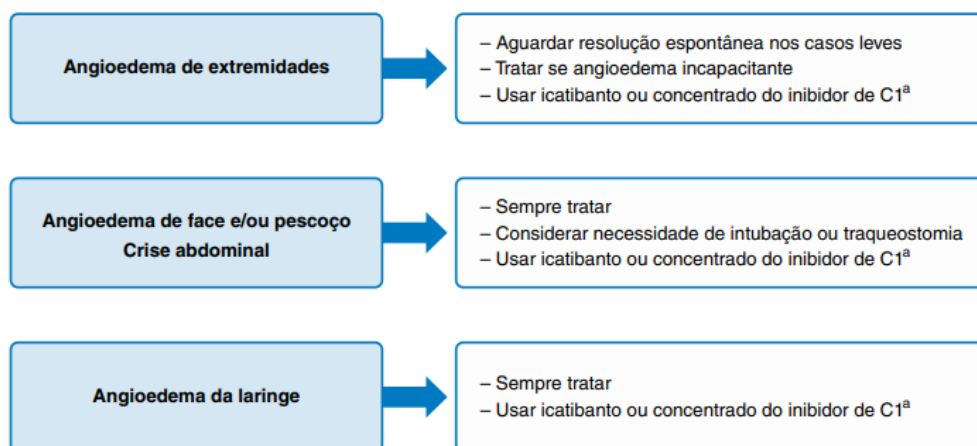 Angioedema de extremidades
– Aguardar resolução espontânea nos casos leves
– Tratar se angioedema incapacitante
– Usar icatibanto ou concentrado do inibidor de C1ª
Angioedema de face e/ou pescoço
Crise abdominal
– Sempre tratar
– Considerar necessidade de intubação ou traqueostomia
– Usar icatibanto ou concentrado do inibidor de C1ª
Angioedema da laringe
– Sempre tratar
– Usar icatibanto ou concentrado do inibidor de C1ª